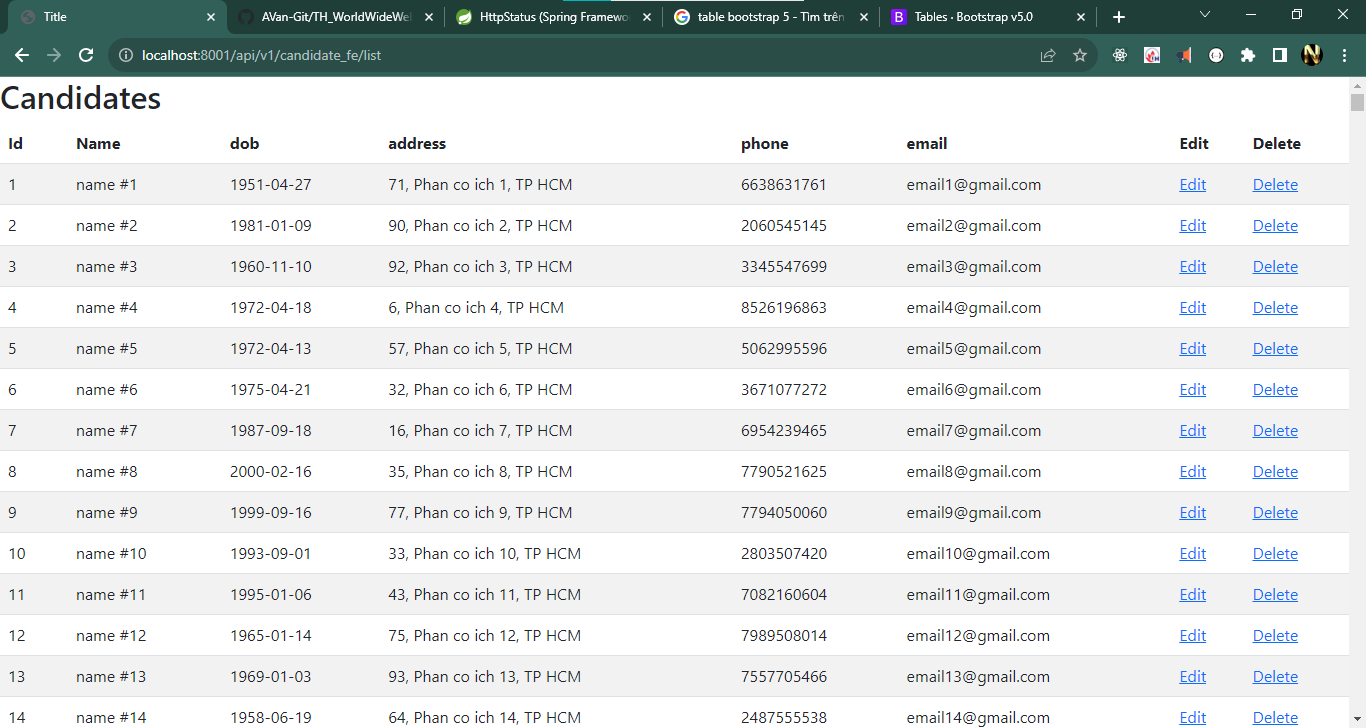 Title
AVan-Git/TH_WorldWideWe
HttpStatus (Spring Framewo
table bootstrap 5 - Tìm trên
B Tables · Bootstrap v5.0
localhost:8001/api/v1/candidate_fe/list
Candidates
Id Name dob address phone email Edit Delete
1 name #1 1951-04-27 71, Phan co ich 1, TP HCM 6638631761 email1@gmail.com Edit Delete
2 name #2 1981-01-09 90, Phan co ich 2, TP HCM 2060545145 email2@gmail.com Edit Delete
3 name #3 1960-11-10 92, Phan co ich 3, TP HCM 3345547699 email3@gmail.com Edit Delete
4 name #4 1972-04-18 6, Phan co ich 4, TP HCM 8526196863 email4@gmail.com Edit Delete
5 name #5 1972-04-13 57, Phan co ich 5, TP HCM 5062995596 email5@gmail.com Edit Delete
6 name #6 1975-04-21 32, Phan co ich 6, TP HCM 3671077272 email6@gmail.com Edit Delete
7 name #7 1987-09-18 16, Phan co ich 7, TP HCM 6954239465 email7@gmail.com Edit Delete
8 name #8 2000-02-16 35, Phan co ich 8, TP HCM 7790521625 email8@gmail.com Edit Delete
9 name #9 1999-09-16 77, Phan co ich 9, TP HCM 7794050060 email9@gmail.com Edit Delete
10 name #10 1993-09-01 33, Phan co ich 10, TP HCM 2803507420 email10@gmail.com Edit Delete
11 name #11 1995-01-06 43, Phan co ich 11, TP HCM 7082160604 email11@gmail.com Edit Delete
12 name #12 1965-01-14 75, Phan co ich 12, TP HCM 7989508014 email12@gmail.com Edit Delete
13 name #13 1969-01-03 93, Phan co ich 13, TP HCM 7557705466 email13@gmail.com Edit Delete
14 name #14 1958-06-19 64, Phan co ich 14, TP HCM 2487555538 email14@gmail.com Edit Delete